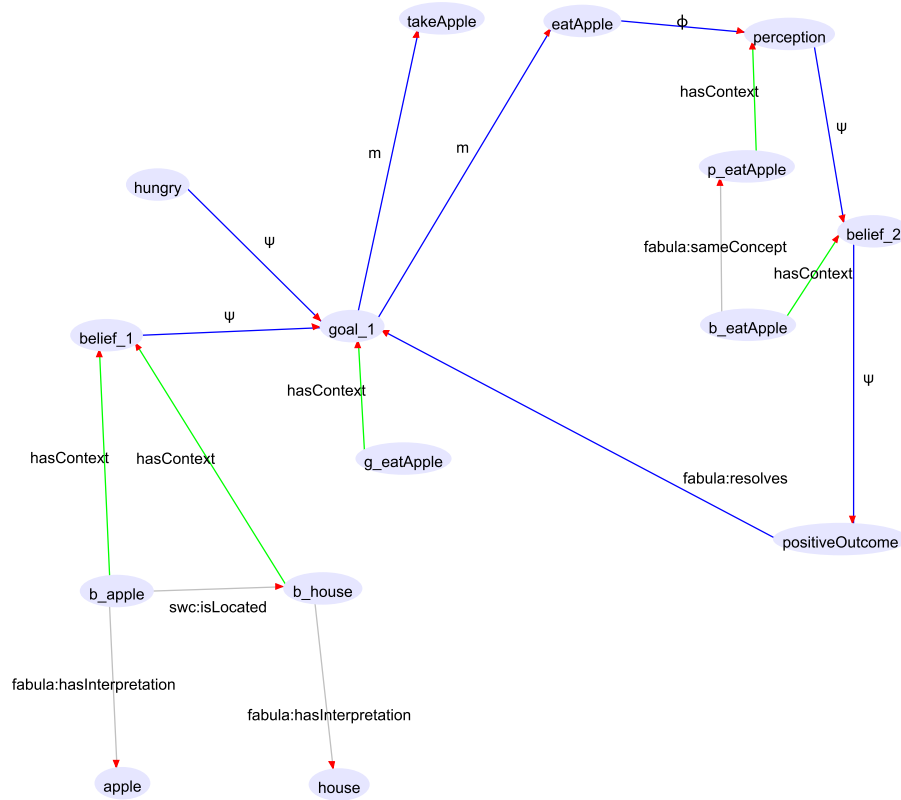 takeApple
eatApple
ϕ
perception
hasContext
m
m
ψ
p_eatApple
hungry
belief_2
ψ
fabula:sameConcept
hasContext
ψ
goal_1
b_eatApple
belief_1
ψ
hasContext
g_eatApple
hasContext
hasContext
fabula:resolves
positiveOutcome
b_apple
b_house
swc:isLocated
fabula:hasInterpretation
fabula:hasInterpretation
apple
house